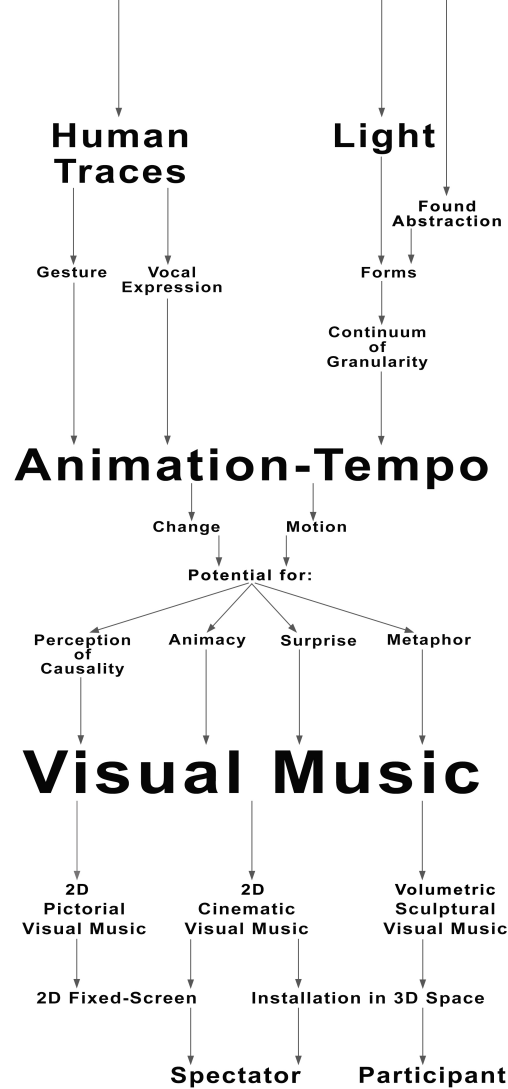 Human
Traces
Light
Found
Abstraction
Gesture
Vocal
Expression
Forms
Continuum
of
Granularity
Animation-Tempo
Change
Motion
Potential for:
Perception
of
Causality
Animacy
Surprise
Metaphor
Visual Music
2D
Pictorial
Visual Music
2D
Cinematic
Visual Music
Volumetric
Sculptural
Visual Music
2D Fixed-Screen
Installation in 3D Space
Spectator
Participant